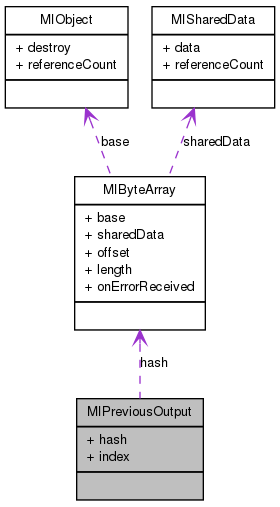 MIObject
+ destroy
+ referenceCount
MISharedData
+ data
+ referenceCount
base
sharedData
MIByteArray
+ base
+ sharedData
+ offset
+ length
+ onErrorReceived
hash
MIPreviousOutput
+ hash
+ index